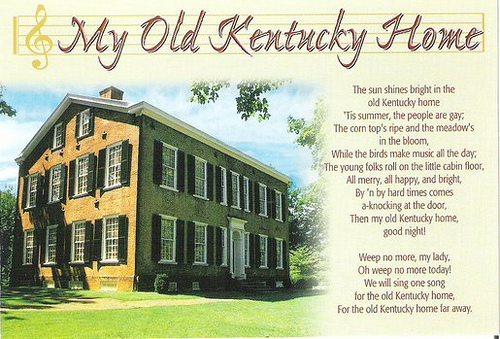 My Old Kentucky Home
The sun shines bright in the
old Kentucky home
'Tis summer, the people are gay;
The corn top's ripe and the meadow's
in the bloom,
While the birds make music all the day;
The young folks roll on the little cabin floor,
All merry, all happy, and bright,
By 'n by hard times comes
a-knocking at the door,
Then my old Kentucky home,
good night!
Weep no more, my lady,
Oh weep no more today!
We will sing one song
for the old Kentucky home,
For the old Kentucky home far away.